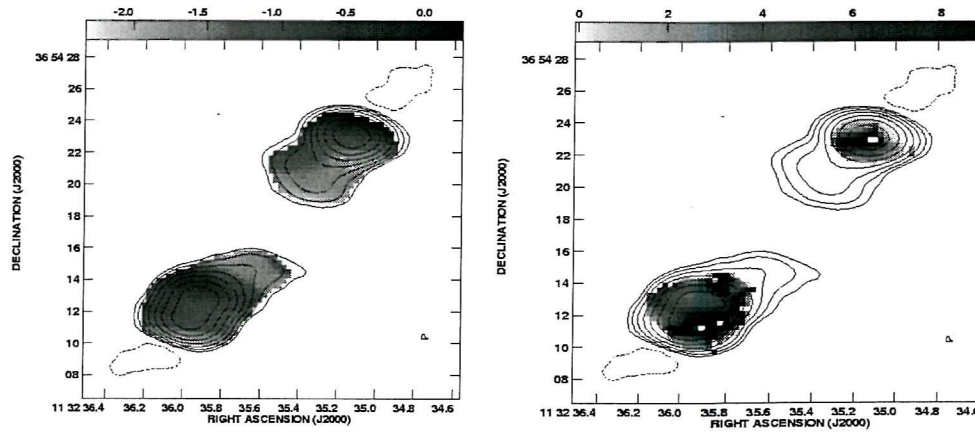 -2.0 -1.5 -1.0 -0.5 0.0
DECLINATION (J2000)
36 54 28
26
24
22
20
18
16
14
12
10
08
P
11 32 36.4 36.2 36.0 35.8 35.6 35.4 35.2 35.0 34.8 34.6
RIGHT ASCENSION (J2000)
0 2 4 6 8
DECLINATION (J2000)
36 54 28
26
24
22
20
18
16
14
12
10
08
P
11 32 36.4 36.2 36.0 35.8 35.6 35.4 35.2 35.0 34.8 34.6
RIGHT ASCENSION (J2000)